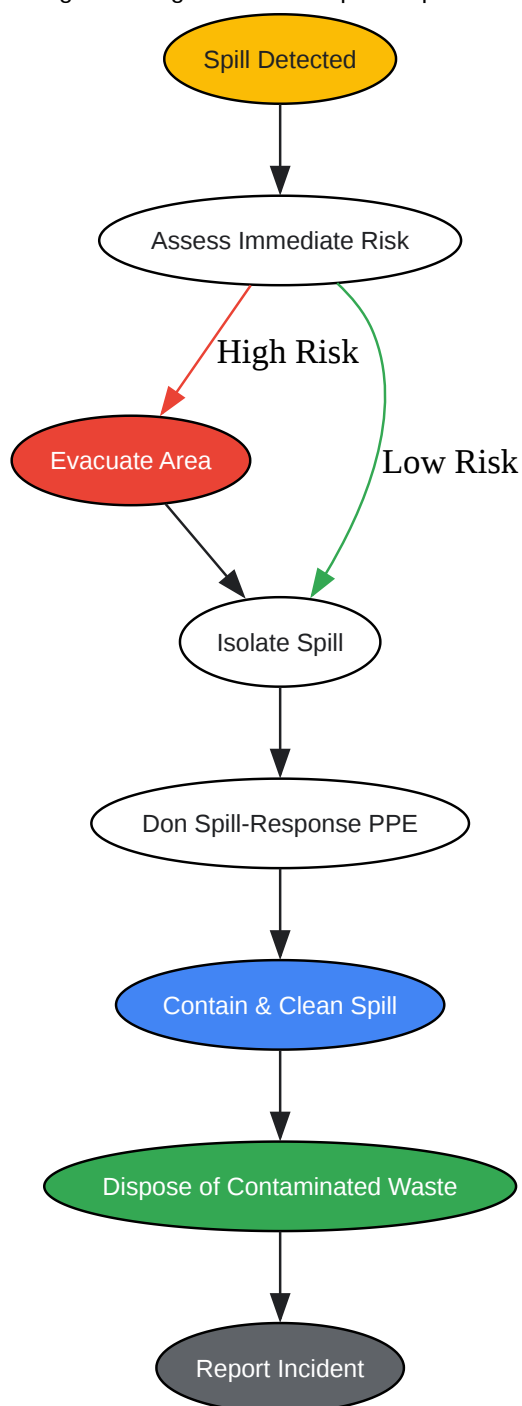 Spill Detected
Assess Immediate Risk
High Risk
Evacuate Area
Low Risk
Isolate Spill
Don Spill-Response PPE
Contain & Clean Spill
Dispose of Contaminated Waste
Report Incident